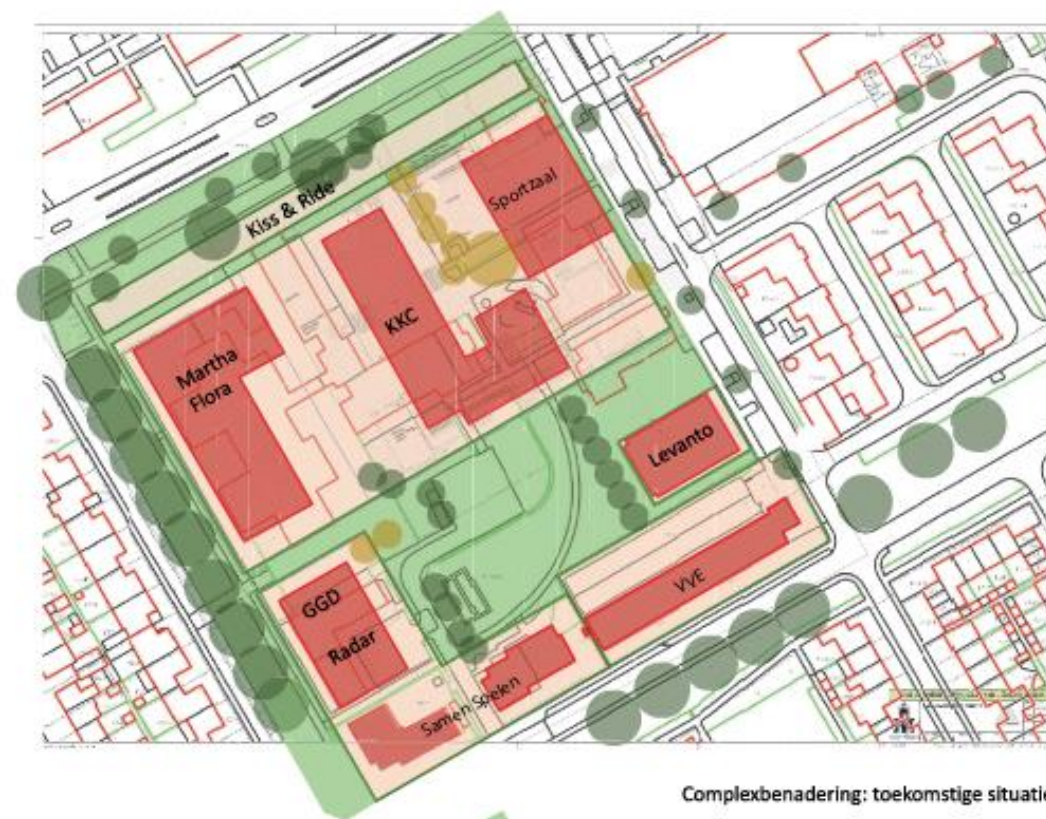 Sportzaal
Kiss & Ride
KKC
Martha
Flora
Levanto
VVE
GGD
Radar
Samen Spelen
Complexbenadering: toekomstige situatie